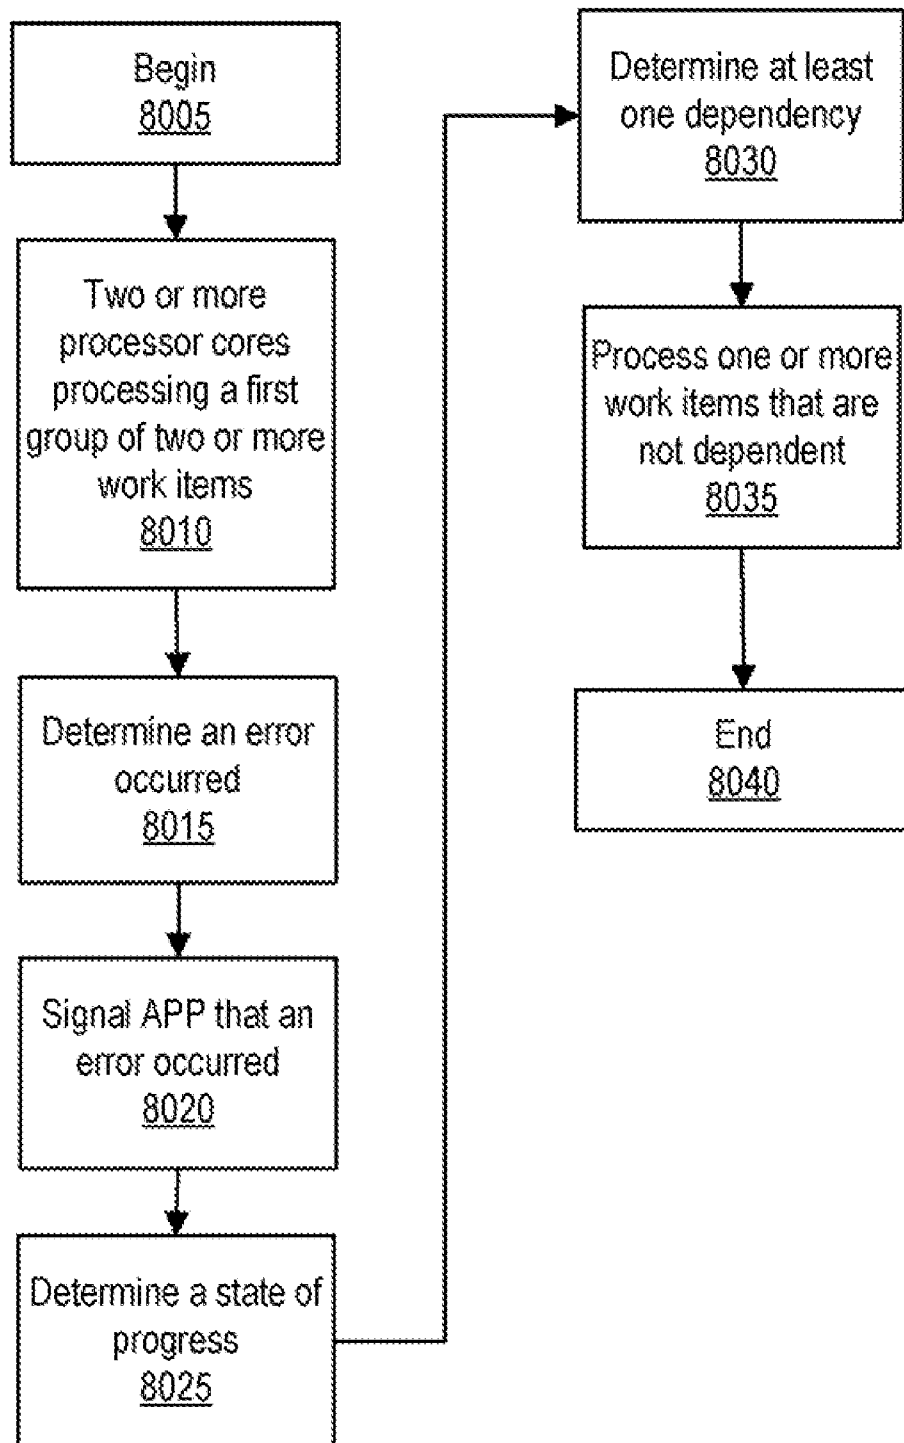 Begin
8005
Two or more
processor cores
processing a first
group of two or more
work items
8010
Determine an error
occurred
8015
Signal APP that an
error occurred
8020
Determine a state of
progress
8025
Determine at least
one dependency
8030
Process one or more
work items that are
not dependent
8035
End
8040